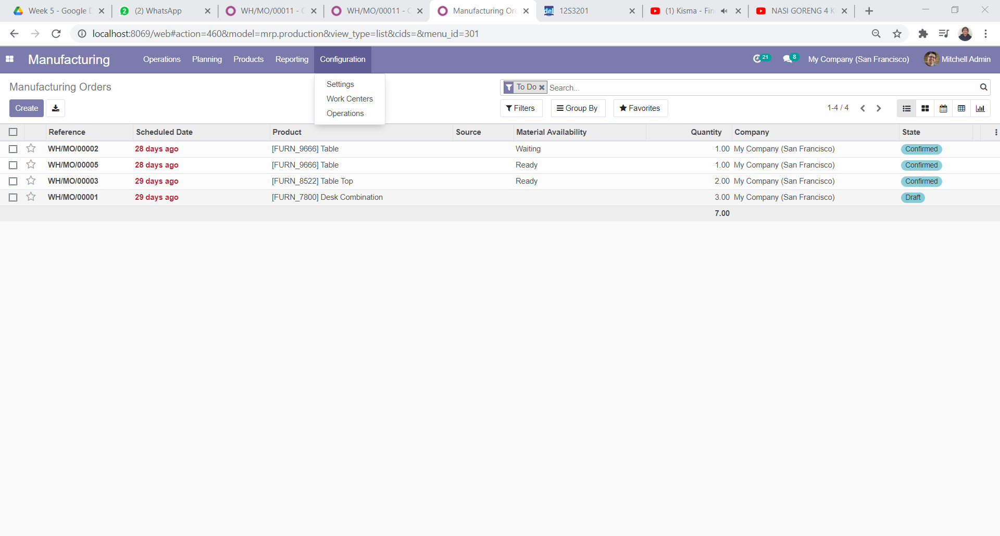 Week 5 - Google D
(2) WhatsApp
WH/MO/00011 - O
WH/MO/00011 - O
Manufacturing Ord
12S3201
(1) Kisma - Fin
NASI GORENG 4 K
localhost:8069/web#action=460&model=mrp.production&view_type=list&cids=&menu_id=301
Manufacturing Operations Planning Products Reporting Configuration 21 8 My Company (San Francisco) Mitchell Admin
Manufacturing Orders
Settings
Work Centers
Operations
To Do Search...
Create
Filters Group By Favorites 1-4 / 4
Reference Scheduled Date Product Source Material Availability Quantity Company State
WH/MO/00002 28 days ago [FURN_9666] Table Waiting 1.00 My Company (San Francisco) Confirmed
WH/MO/00005 28 days ago [FURN_9666] Table Ready 1.00 My Company (San Francisco) Confirmed
WH/MO/00003 29 days ago [FURN_8522] Table Top Ready 2.00 My Company (San Francisco) Confirmed
WH/MO/00001 29 days ago [FURN_7800] Desk Combination 3.00 My Company (San Francisco) Draft
7.00